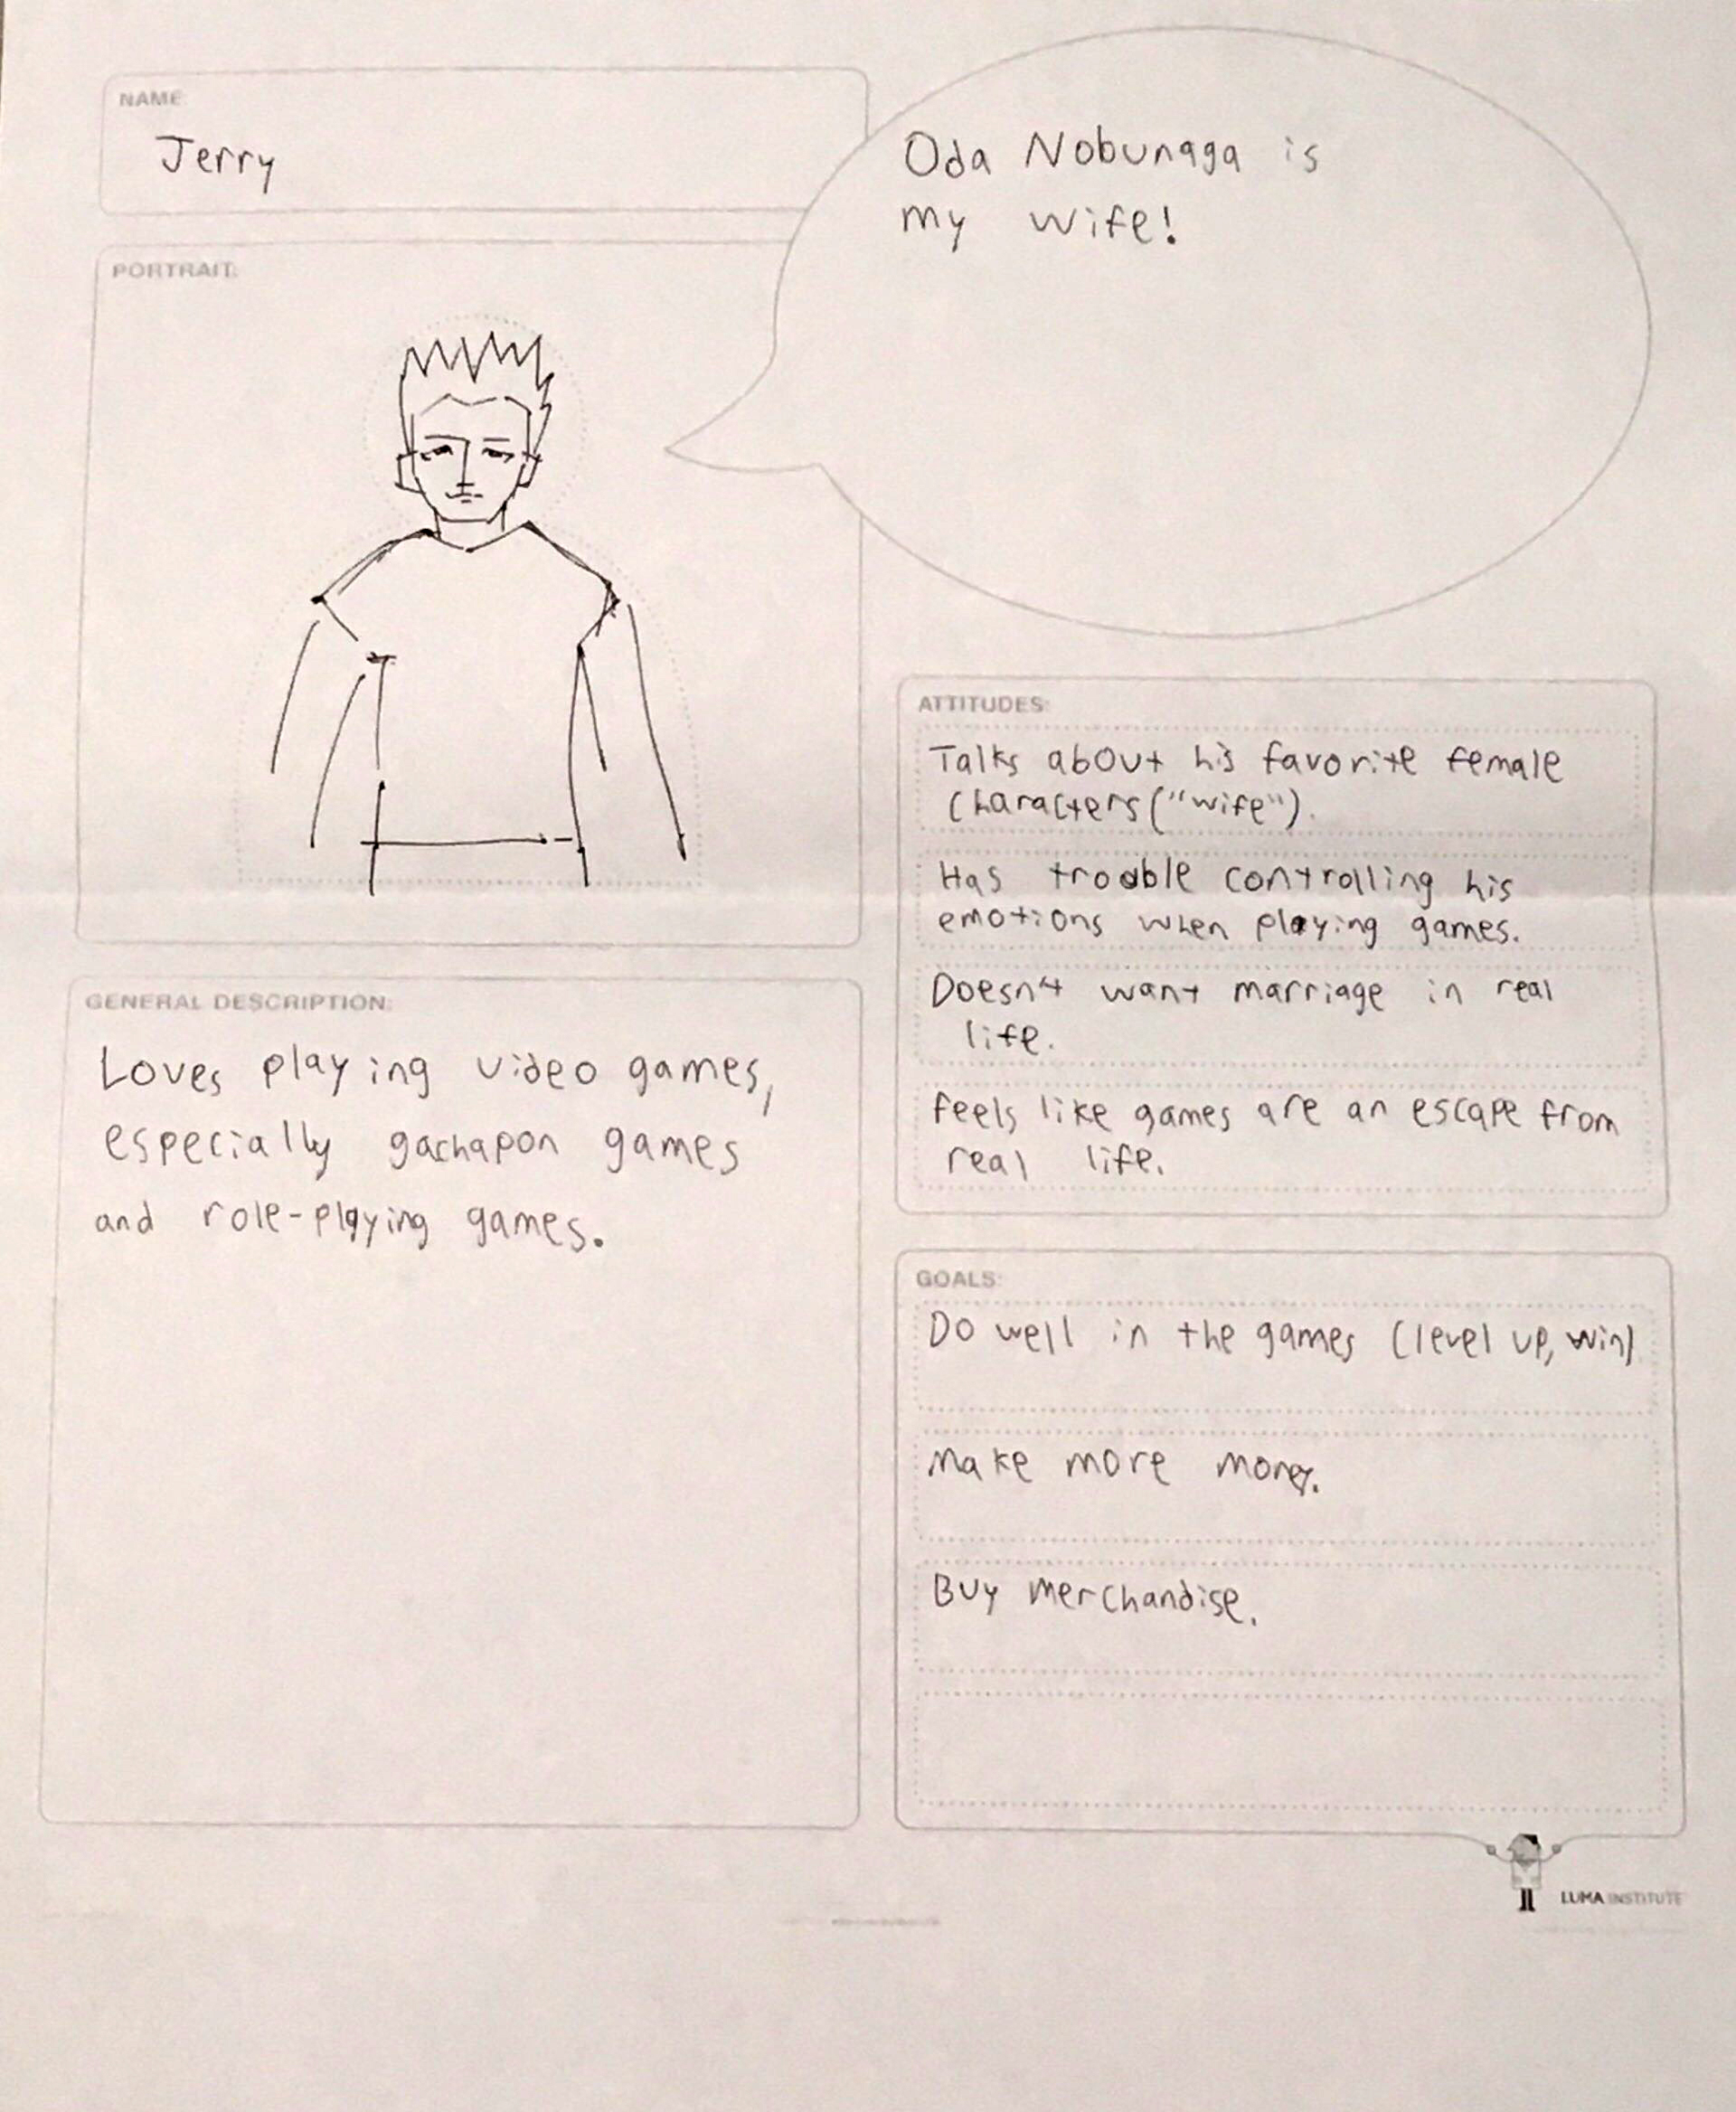 NAME:
Jerry
Oda Nobunaga is
my wife!
PORTRAIT:
ATTITUDES:
Talks about his favorite female
characters ("wife").
Has trouble controlling his
emotions when playing games.
Doesn't want marriage in real
life.
Feels like games are an escape from
real life.
GENERAL DESCRIPTION:
Loves playing video games,
especially gachapon games
and role-playing games.
GOALS:
Do well in the games (level up, win)
Make more money.
Buy merchandise.
LUMA INSTITUTE